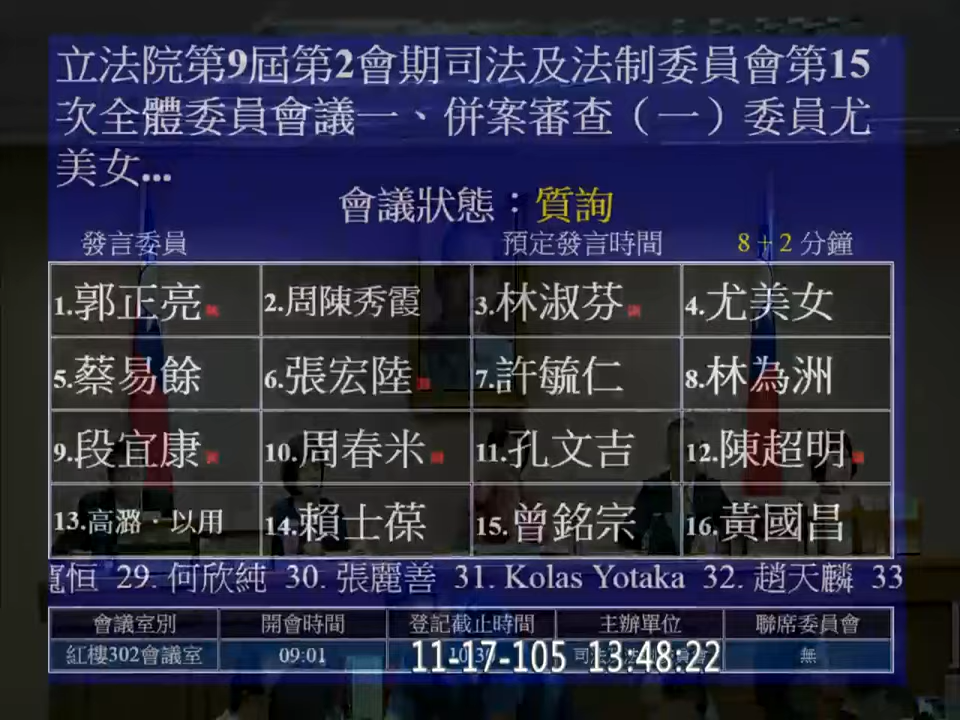 立法院第9屆第2會期司法及法制委員會第15
次全體委員會議一、併案審查（一）委員尤
美女...
會議狀態：質詢
發言委員 預定發言時間 8＋2 分鐘
1.郭正亮 2.周陳秀霞 3.林淑芬 4.尤美女
5.蔡易餘 6.張宏陸 7.許毓仁 8.林為洲
9.段宜康 10.周春米 11.孔文吉 12.陳超明
13.高潞．以用 14.賴士葆 15.曾銘宗 16.黃國昌
恒 29. 何欣純 30. 張麗善 31. Kolas Yotaka 32. 趙天麟 33
會議室別 開會時間 登記截止時間 主辦單位 聯席委員會
紅樓302會議室 09:01 無
11-17-105 13:48:22